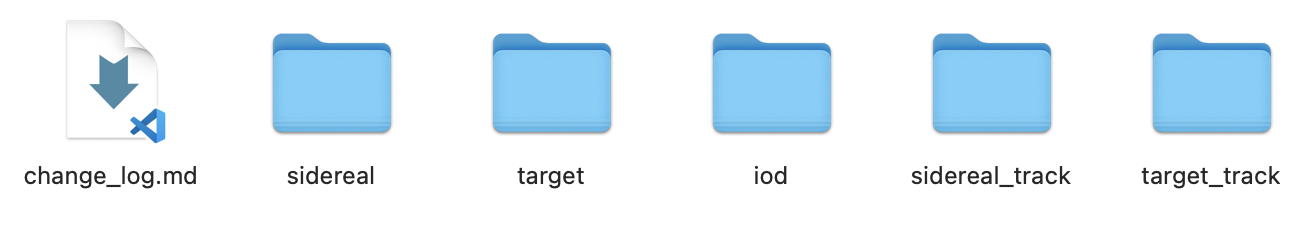 change_log.md
sidereal
target
iod
sidereal_track
target_track